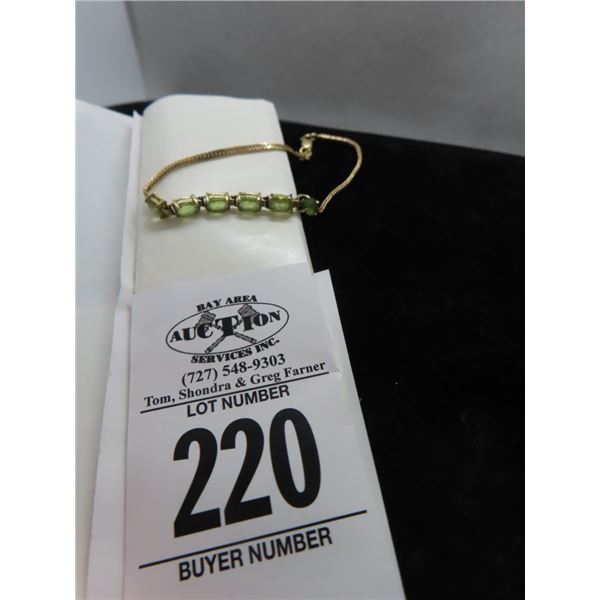 BAY AREA
AUCTION
SERVICES INC.
(727) 548-9303
Tom, Shondra & Greg Farner
LOT NUMBER
220
BUYER NUMBER